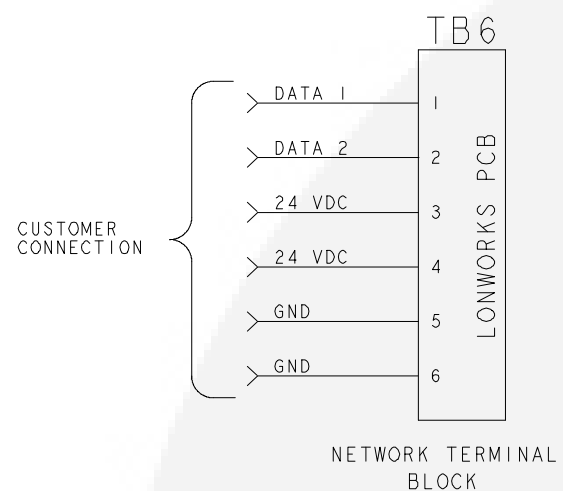 TB6
DATA 1
1
DATA 2
2
24 VDC
3
24 VDC
4
GND
5
GND
6
CUSTOMER
CONNECTION
LONWORKS PCB
NETWORK TERMINAL
BLOCK